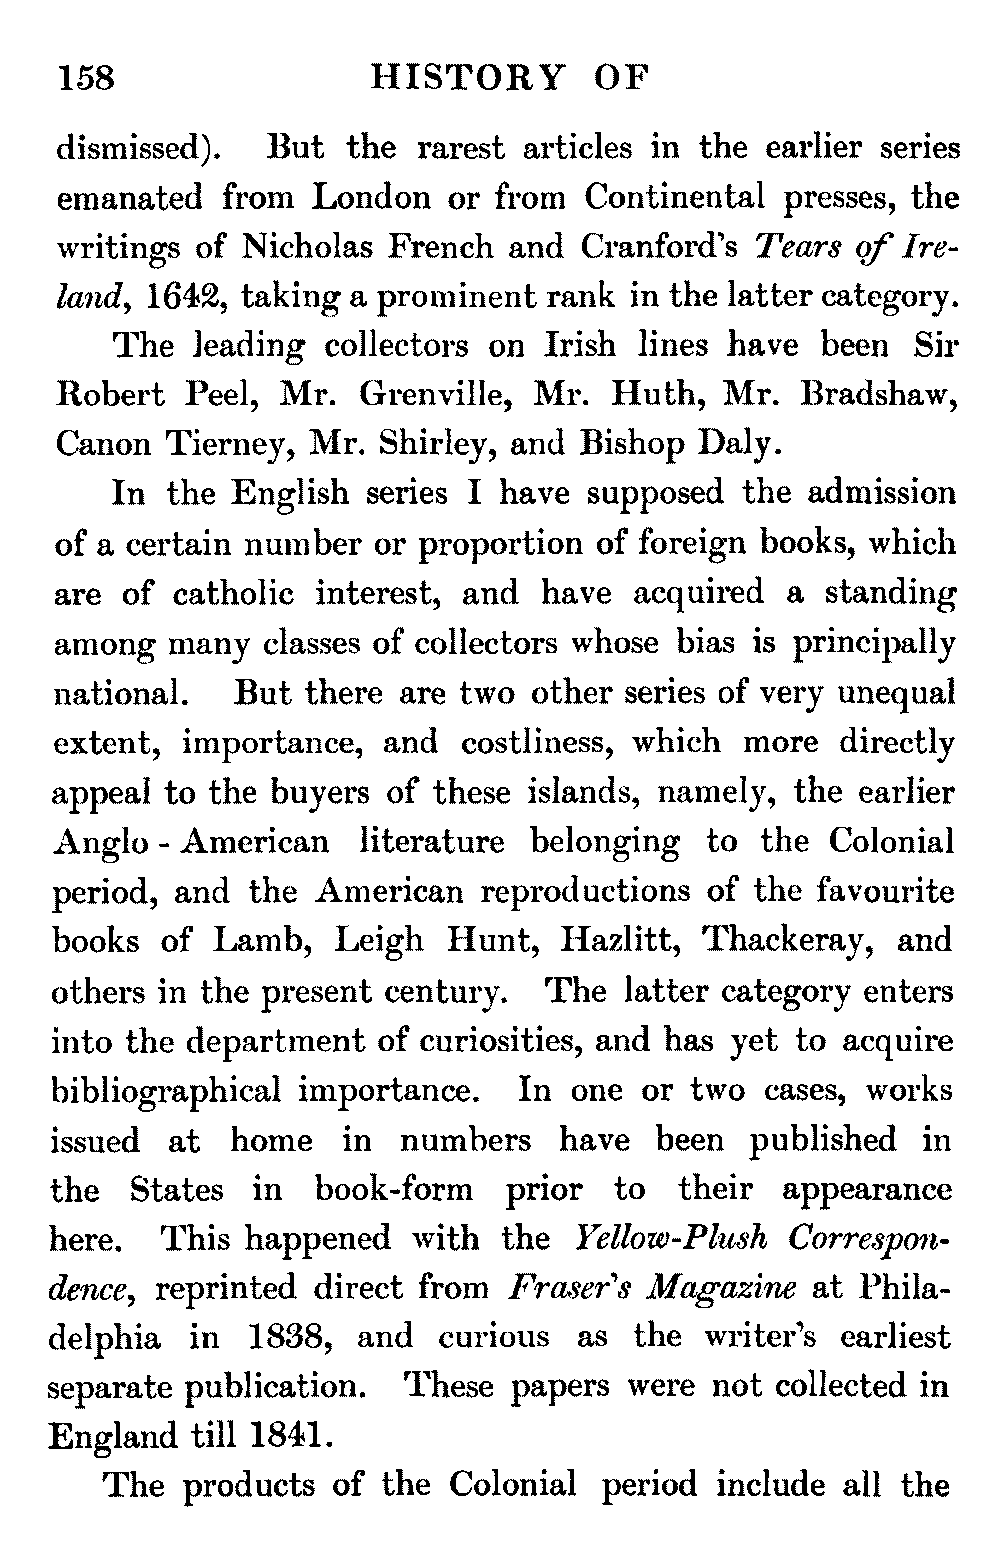 158 HISTORY OF
dismissed). But the rarest articles in the earlier series
emanated from London or from Continental presses, the
writings of Nicholas French and Cranford's Tears of Ire-
land, 1642, taking a prominent rank in the latter category.
The leading collectors on Irish lines have been Sir
Robert Peel, Mr. Grenville, Mr. Huth, Mr. Bradshaw,
Canon Tierney, Mr. Shirley, and Bishop Daly.
In the English series I have supposed the admission
of a certain number or proportion of foreign books, which
are of catholic interest, and have acquired a standing
among many classes of collectors whose bias is principally
national. But there are two other series of very unequal
extent, importance, and costliness, which more directly
appeal to the buyers of these islands, namely, the earlier
Anglo-American literature belonging to the Colonial
period, and the American reproductions of the favourite
books of Lamb, Leigh Hunt, Hazlitt, Thackeray, and
others in the present century. The latter category enters
into the department of curiosities, and has yet to acquire
bibliographical importance. In one or two cases, works
issued at home in numbers have been published in
the States in book-form prior to their appearance
here. This happened with the Yellow-Plush Correspon-
dence, reprinted direct from Fraser's Magazine at Phila-
delphia in 1838, and curious as the writer's earliest
separate publication. These papers were not collected in
England till 1841.
The products of the Colonial period include all the